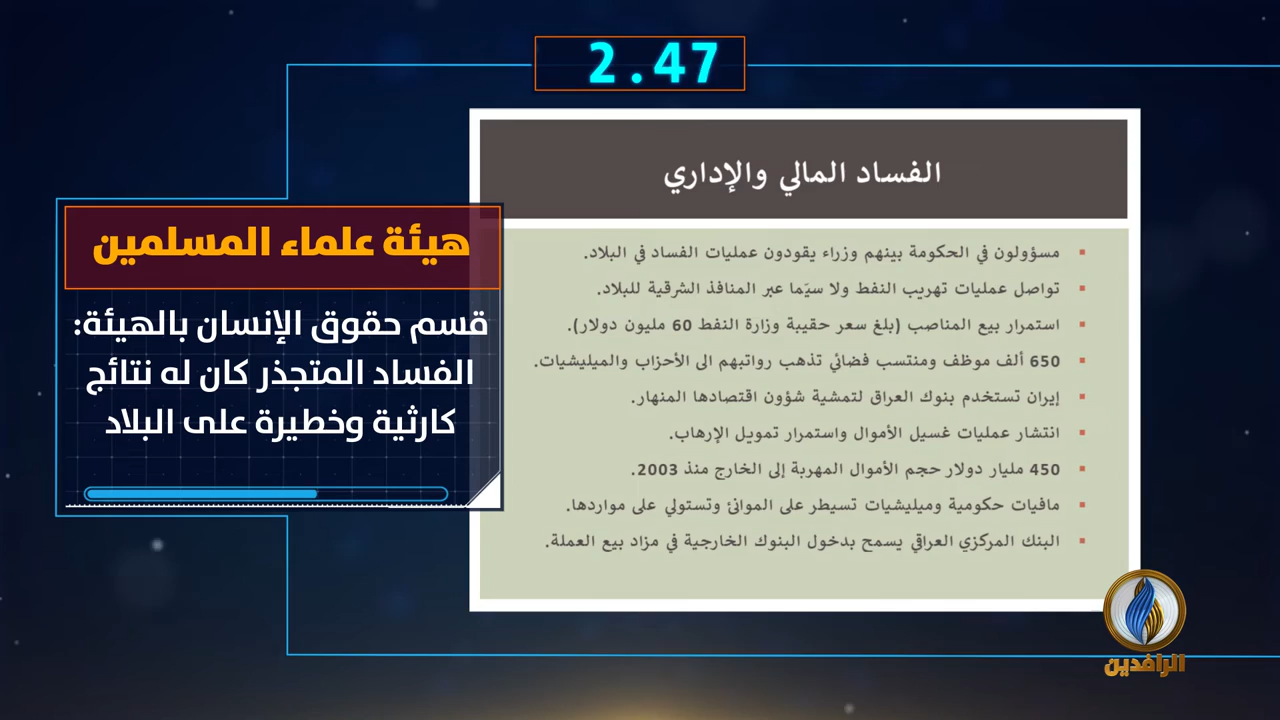 2.47
الفساد المالي والإداري
مسؤولون في الحكومة بينهم وزراء يقودون عمليات الفساد في البلاد.
تواصل عمليات تهريب النفط ولا سيّما عبر المنافذ الشرقية للبلاد.
استمرار بيع المناصب (بلغ سعر حقيبة وزارة النفط 60 مليون دولار).
650 ألف موظف ومنتسب فضائي تذهب رواتبهم الى الأحزاب والميليشيات.
إيران تستخدم بنوك العراق لتمشية شؤون اقتصادها المنهار.
انتشار عمليات غسيل الأموال واستمرار تمويل الإرهاب.
450 مليار دولار حجم الأموال المهربة إلى الخارج منذ 2003.
مافيات حكومية وميليشيات تسيطر على الموانئ وتستولي على مواردها.
البنك المركزي العراقي يسمح بدخول البنوك الخارجية في مزاد بيع العملة.
هيئة علماء المسلمين
قسم حقوق الإنسان بالهيئة:
الفساد المتجذر كان له نتائج
كارثية وخطيرة على البلاد
الرافدين